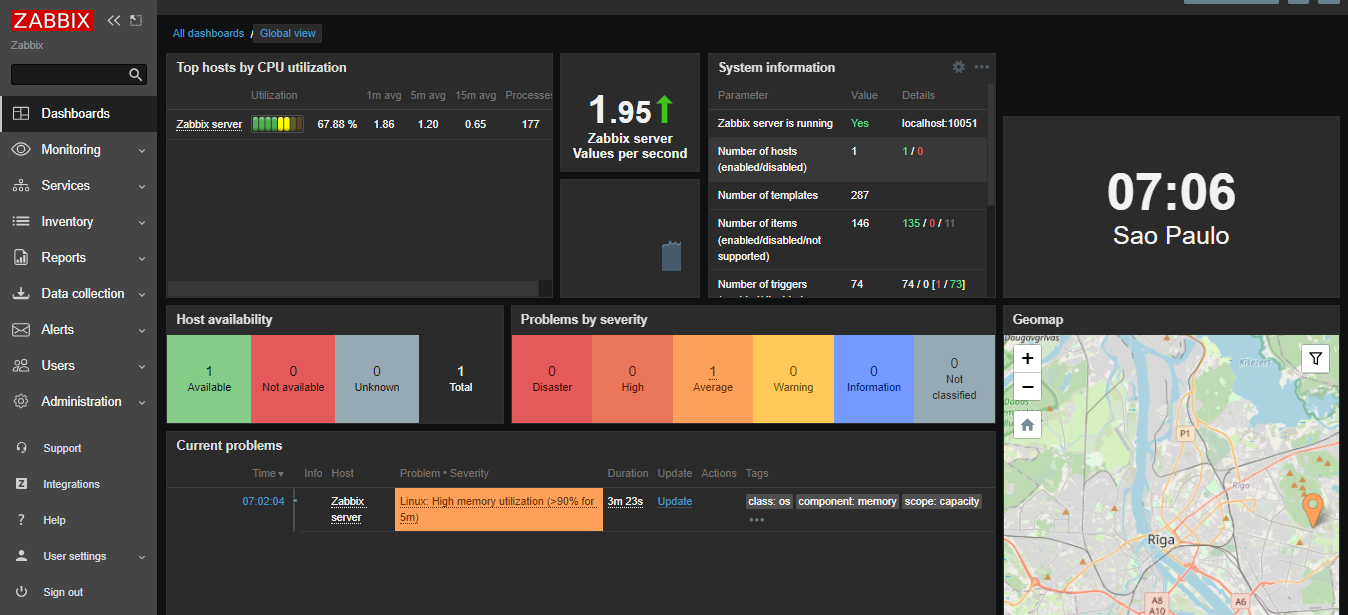 ZABBIX
Zabbix
Dashboards
Monitoring
Services
Inventory
Reports
Data collection
Alerts
Users
Administration
Support
Integrations
Help
User settings
Sign out
All dashboards / Global view
Top hosts by CPU utilization
Utilization 1m avg 5m avg 15m avg Processes
Zabbix server 67.88 % 1.86 1.20 0.65 177
1.95
Zabbix server
Values per second
System information
Parameter Value Details
Zabbix server is running Yes localhost:10051
Number of hosts
(enabled/disabled) 1 1 / 0
Number of templates 287
Number of items
(enabled/disabled/not
supported) 146 135 / 0 / 11
Number of triggers 74 74 / 0 [1 / 73]
07:06
Sao Paulo
Host availability
1
Available
0
Not available
0
Unknown
1
Total
Problems by severity
0
Disaster
0
High
1
Average
0
Warning
0
Information
0
Not
classified
Geomap
Daugavgrīvas
+
−
Ķīšezers
P1
Rīga
Rīga
A8
A10
A6
Current problems
Time Info Host Problem • Severity Duration Update Actions Tags
07:02:04 Zabbix
server Linux: High memory utilization (>90% for
5m) 3m 23s Update class: os component: memory scope: capacity